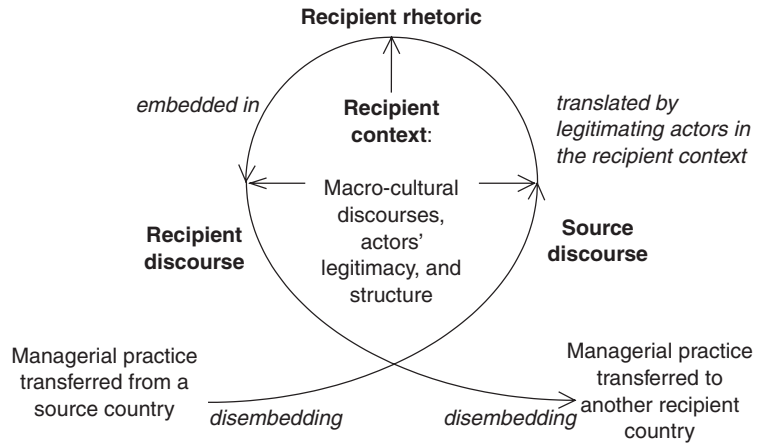 Recipient rhetoric
embedded in
Recipient
context:
translated by
legitimating actors in
the recipient context
Macro-cultural
discourses,
actors'
legitimacy, and
structure
Recipient
discourse
Source
discourse
Managerial practice
transferred from a
source country
disembedding
disembedding
Managerial practice
transferred to
another recipient
country